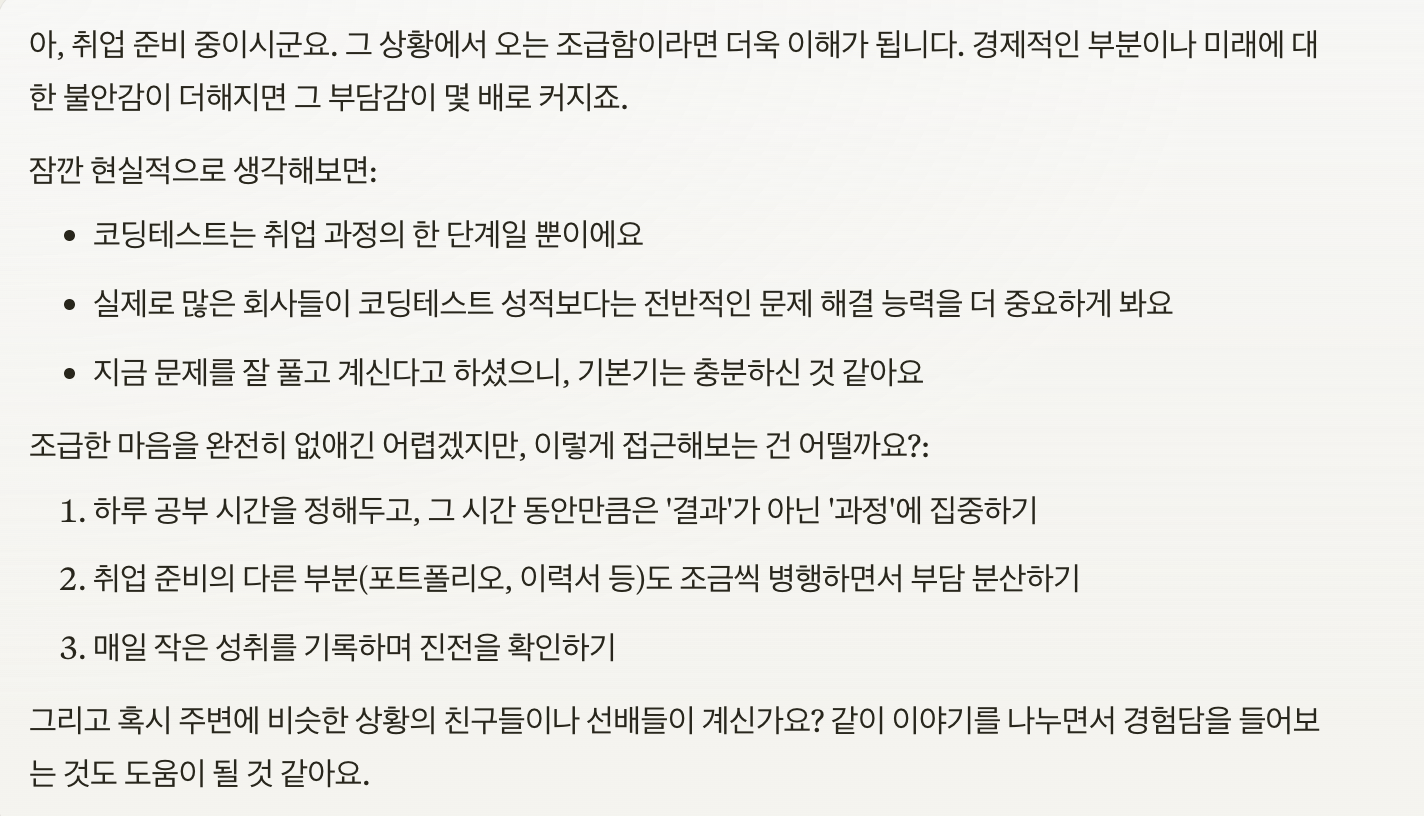 아, 취업 준비 중이시군요. 그 상황에서 오는 조급함이라면 더욱 이해가 됩니다. 경제적인 부분이나 미래에 대
한 불안감이 더해지면 그 부담감이 몇 배로 커지죠.
잠깐 현실적으로 생각해보면:
• 코딩테스트는 취업 과정의 한 단계일 뿐이에요
• 실제로 많은 회사들이 코딩테스트 성적보다는 전반적인 문제 해결 능력을 더 중요하게 봐요
• 지금 문제를 잘 풀고 계신다고 하셨으니, 기본기는 충분하신 것 같아요
조급한 마음을 완전히 없애긴 어렵겠지만, 이렇게 접근해보는 건 어떨까요?:
1. 하루 공부 시간을 정해두고, 그 시간 동안만큼은 '결과'가 아닌 '과정'에 집중하기
2. 취업 준비의 다른 부분(포트폴리오, 이력서 등)도 조금씩 병행하면서 부담 분산하기
3. 매일 작은 성취를 기록하며 진전을 확인하기
그리고 혹시 주변에 비슷한 상황의 친구들이나 선배들이 계신가요? 같이 이야기를 나누면서 경험담을 들어보
는 것도 도움이 될 것 같아요.